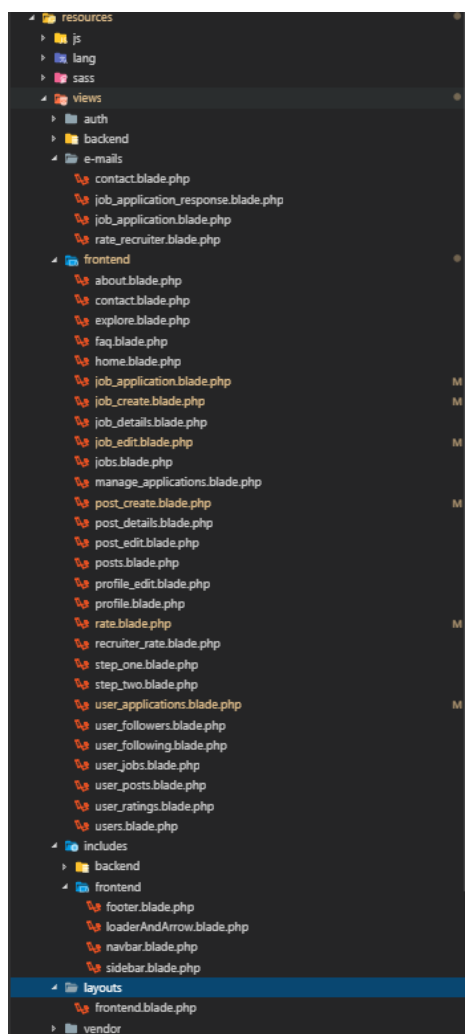 resources
js
lang
sass
views
auth
backend
e-mails
contact.blade.php
job_application_response.blade.php
job_application.blade.php
rate_recruiter.blade.php
frontend
about.blade.php
contact.blade.php
explore.blade.php
faq.blade.php
home.blade.php
job_application.blade.php M
job_create.blade.php M
job_details.blade.php
job_edit.blade.php M
jobs.blade.php
manage_applications.blade.php
post_create.blade.php M
post_details.blade.php
post_edit.blade.php
posts.blade.php
profile_edit.blade.php
profile.blade.php
rate.blade.php M
recruiter_rate.blade.php
step_one.blade.php
step_two.blade.php
user_applications.blade.php M
user_followers.blade.php
user_following.blade.php
user_jobs.blade.php
user_posts.blade.php
user_ratings.blade.php
users.blade.php
includes
backend
frontend
footer.blade.php
loaderAndArrow.blade.php
navbar.blade.php
sidebar.blade.php
layouts
frontend.blade.php
vendor